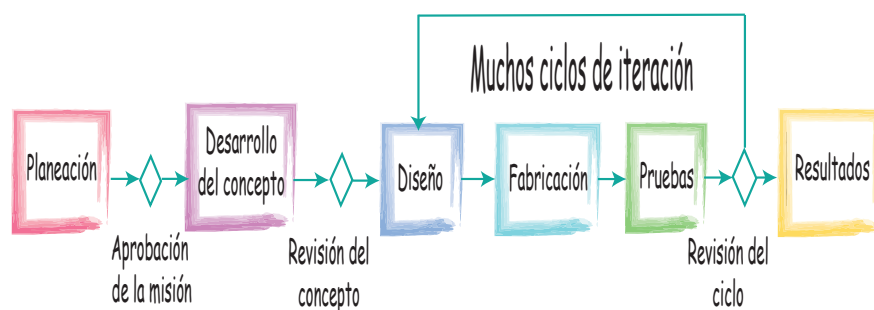 Muchos ciclos de iteración
Planeación
Desarrollo
del concepto
Diseño
Fabricación
Pruebas
Resultados
Aprobación
de la misión
Revisión del
concepto
Revisión del
ciclo